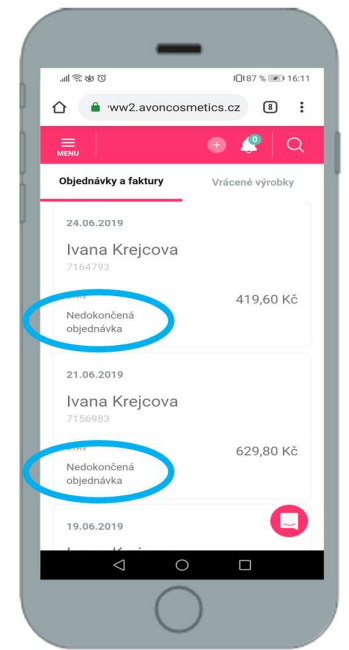 87 % 16:11
ww2.avoncosmetics.cz 8
MENU
0
Objednávky a faktury Vrácené výrobky
24.06.2019
Ivana Krejcova
7164793
419,60 Kč
Nedokončená
objednávka
21.06.2019
Ivana Krejcova
7156983
629,80 Kč
Nedokončená
objednávka
19.06.2019